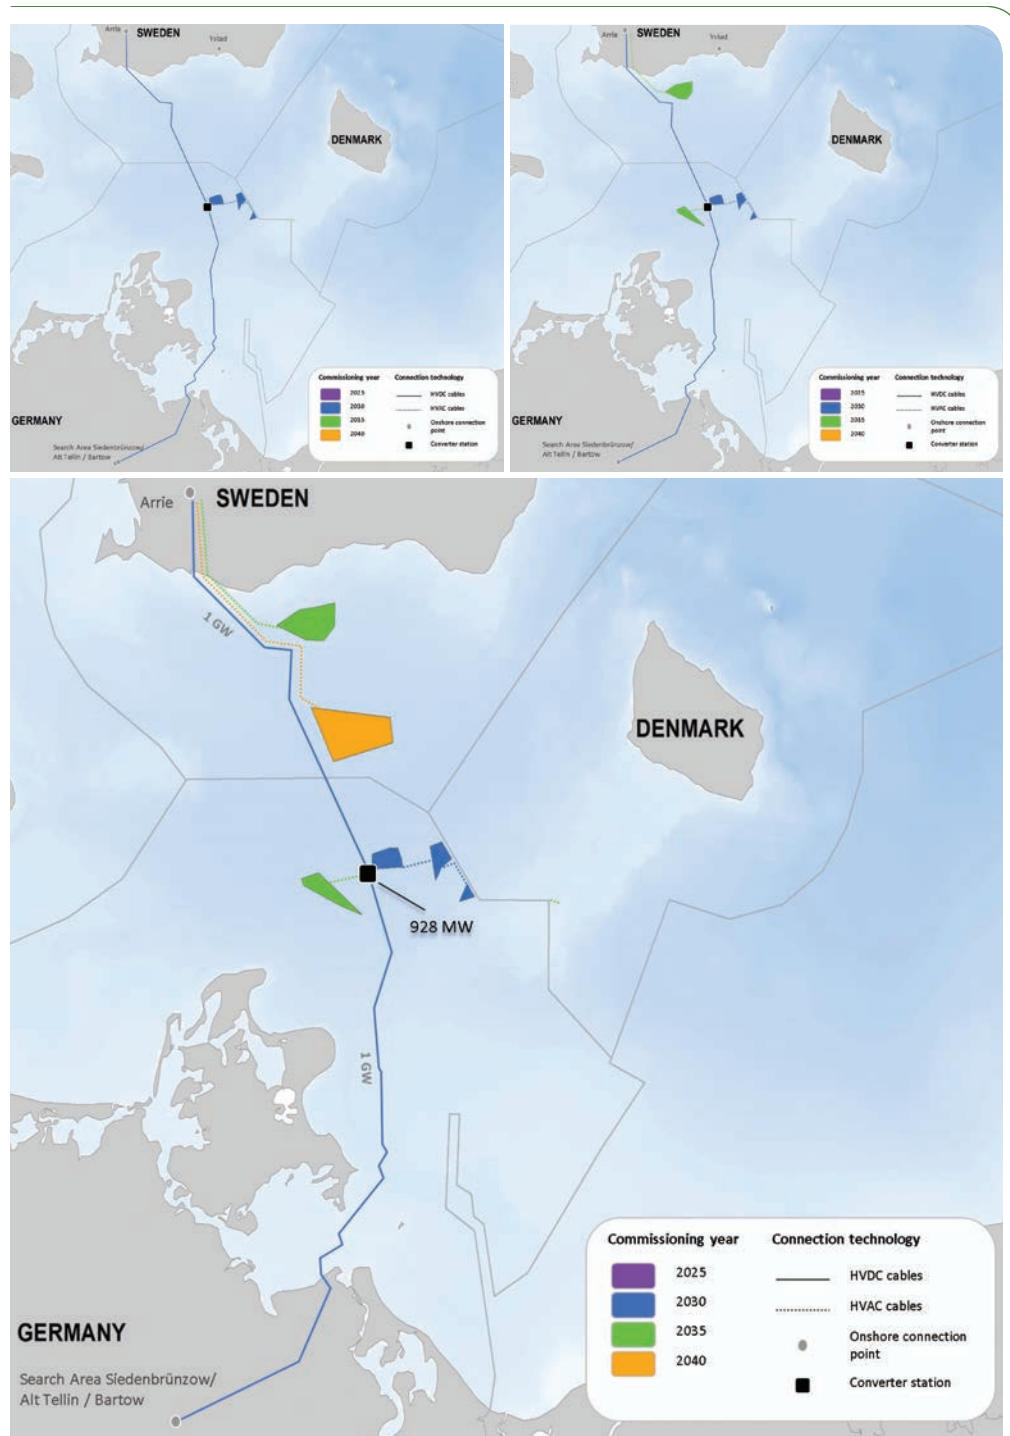 Arrie
SWEDEN
Ystad
DENMARK
GERMANY
Search Area Siedenbrünzow/
Alt Tellin / Bartow
Commissioning year
Connection technology
2025
HVDC cables
2030
HVAC cables
2035
Onshore connection
point
2040
Converter station
Arrie
SWEDEN
Ystad
DENMARK
GERMANY
Search Area Siedenbrünzow/
Alt Tellin / Bartow
Commissioning year
Connection technology
2025
HVDC cables
2030
HVAC cables
2035
Onshore connection
point
2040
Converter station
Arrie
SWEDEN
1 GW
DENMARK
928 MW
1 GW
GERMANY
Search Area Siedenbrünzow/
Alt Tellin / Bartow
Commissioning year
Connection technology
2025
HVDC cables
2030
HVAC cables
2035
Onshore connection
point
2040
Converter station